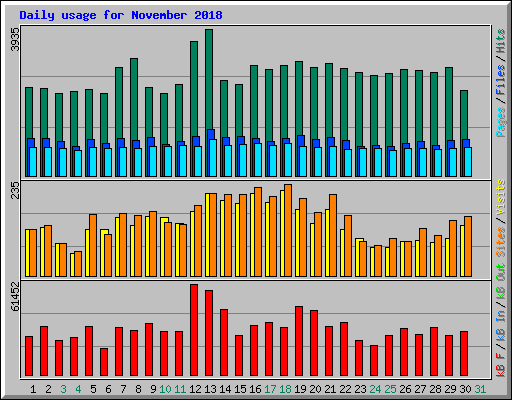 Daily usage for November 2018
3935
Pages / Files / Hits
235
Sites / Visits
61452
kB F / kB In / kB Out
1 2 3 4 5 6 7 8 9 10 11 12 13 14 15 16 17 18 19 20 21 22 23 24 25 26 27 28 29 30 31